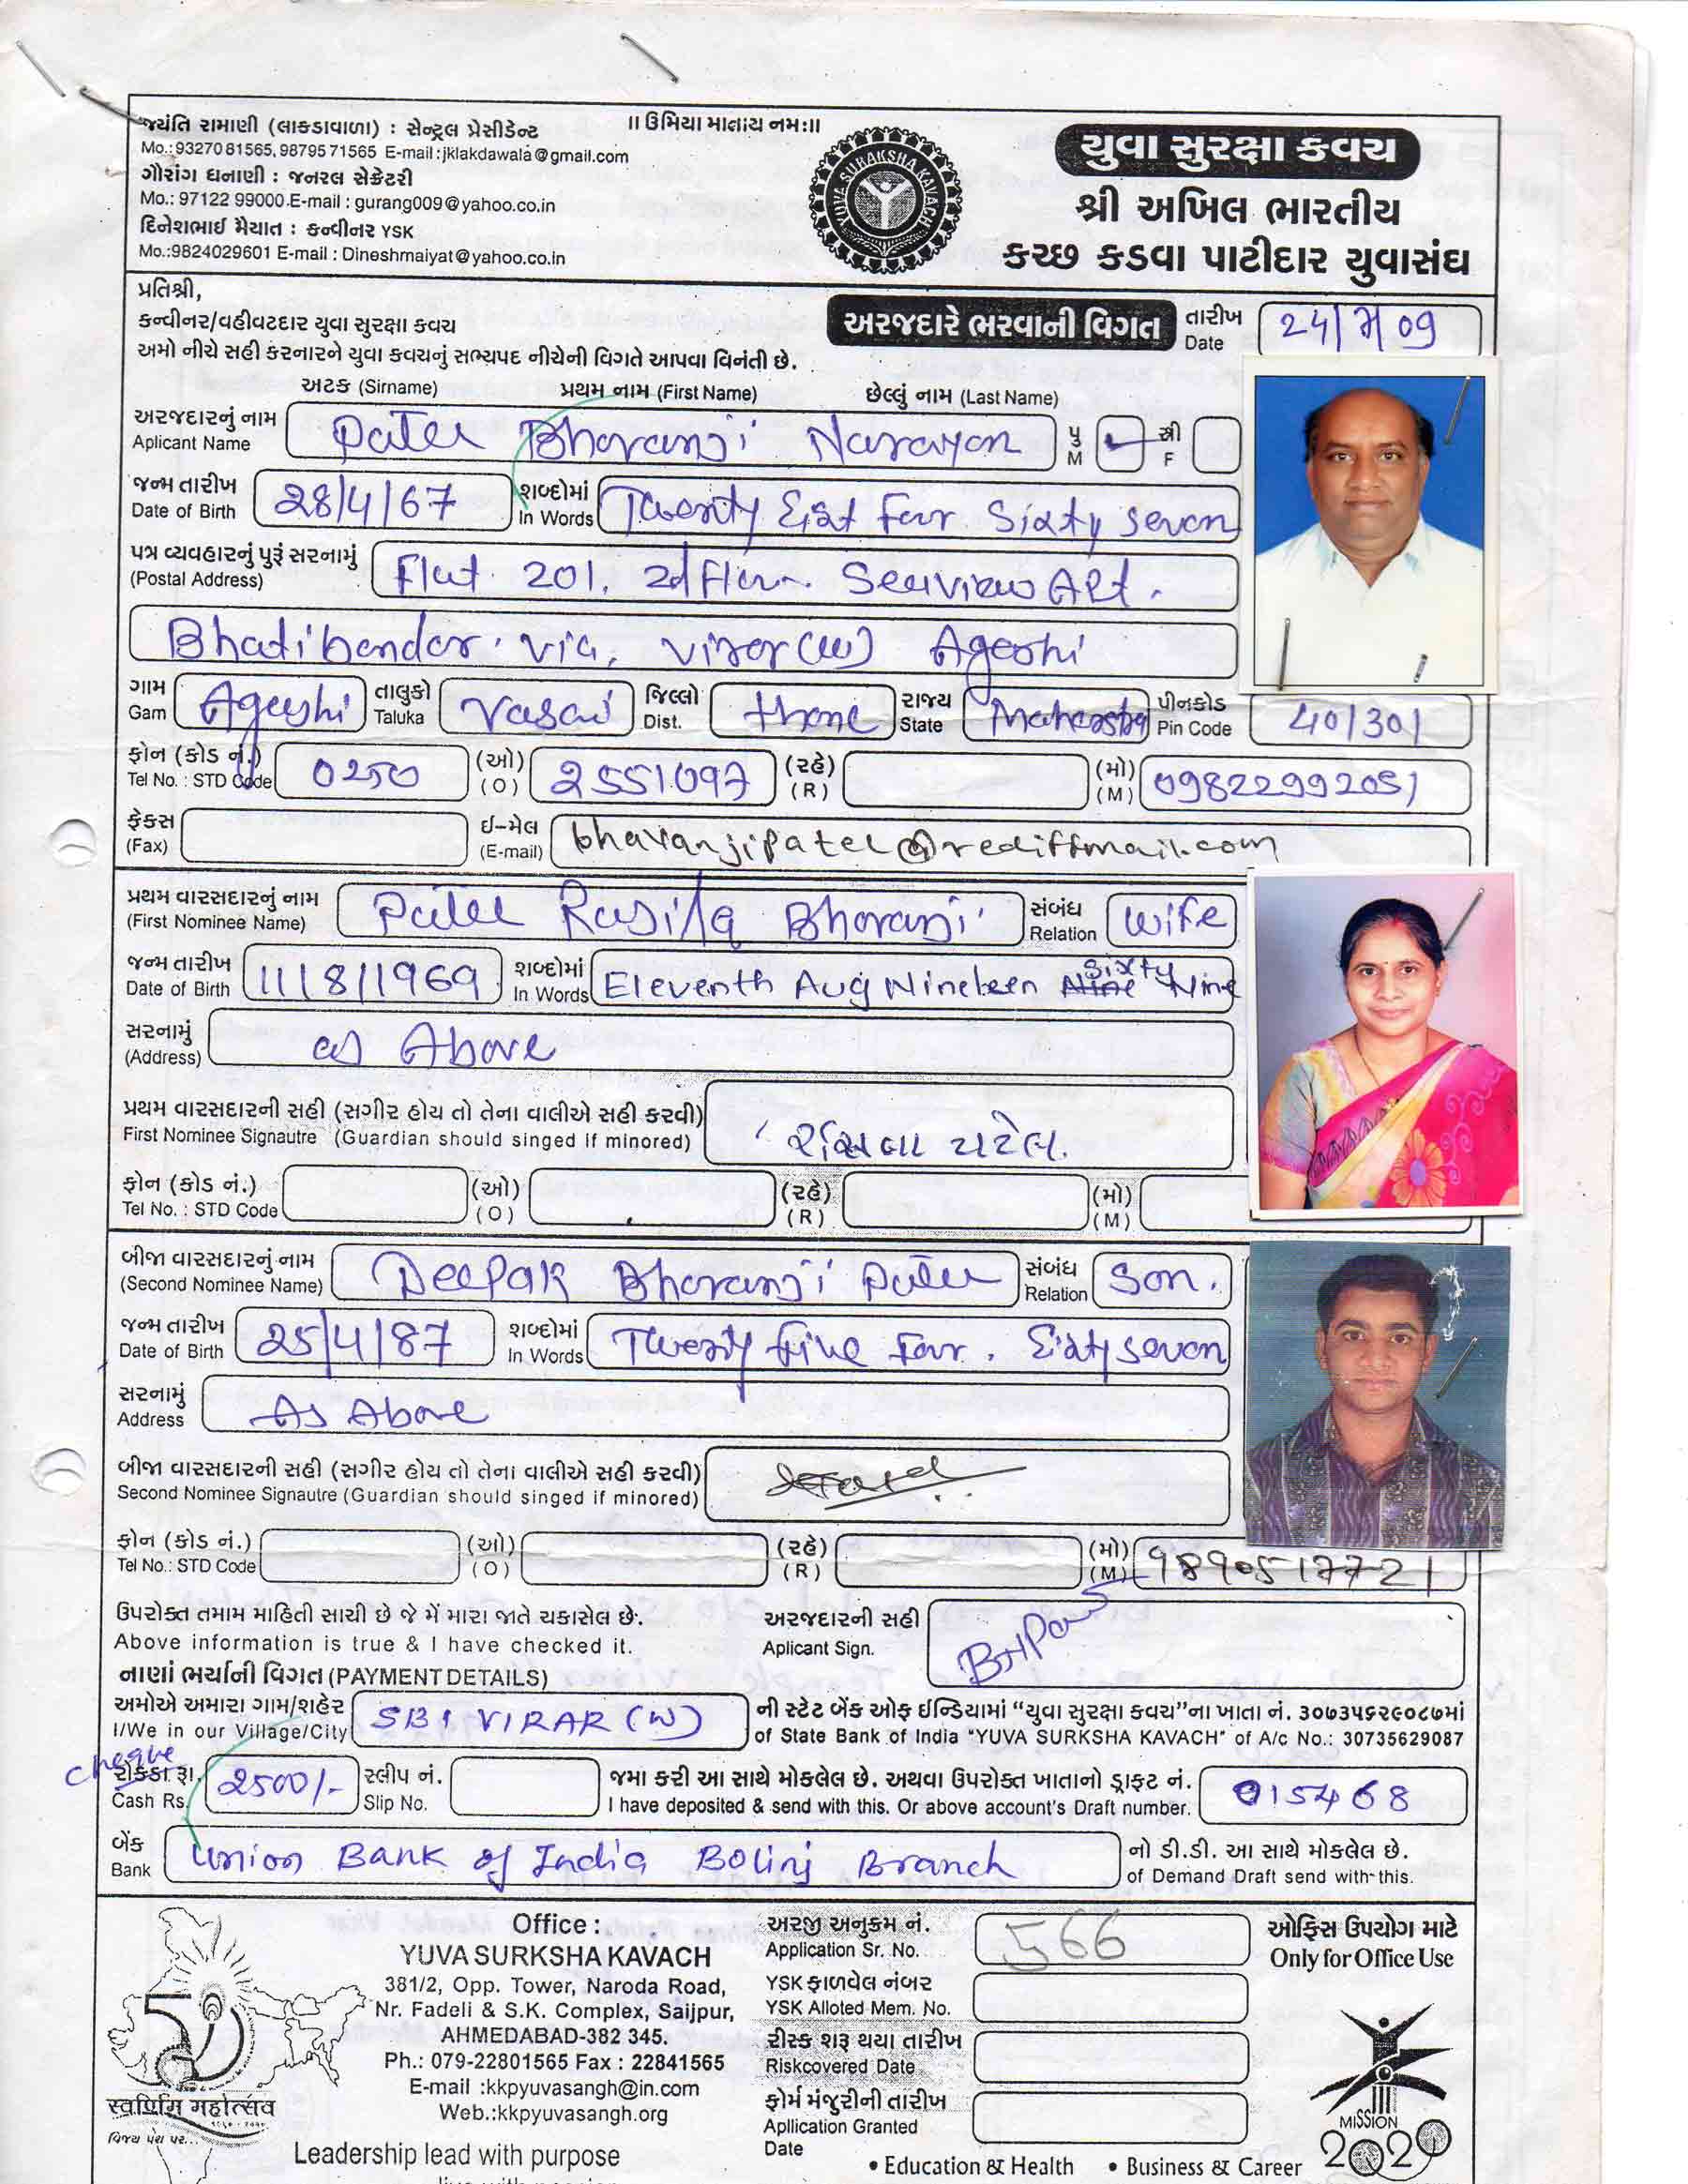 ॥ ઉમિયા માતાય નમઃ॥
જયંતિ રામાણી (લાકડાવાળા) : સેન્ટ્રલ પ્રેસીડેન્ટ
Mo.:9327081565,9879571565 E-mail:jklakdawala@gmail.com
ગૌરાંગ ધનાણી : જનરલ સેક્રેટરી
Mo.: 97122 99000.E-mail : gurang009@yahoo.co.in
દિનેશભાઈ મૈયાત : કન્વીનર YSK
Mo.:9824029601 E-mail : Dineshmaiyat@yahoo.co.in
YUVA SURAKSHA KAVACH
યુવા સુરક્ષા કવચ
શ્રી અખિલ ભારતીય
કચ્છ કડવા પાટીદાર યુવાસંઘ
પ્રતિશ્રી,
કન્વીનર/વહીવટદાર યુવા સુરક્ષા કવચ
અમો નીચે સહી કરનારને યુવા કવચનું સભ્યપદ નીચેની વિગતે આપવા વિનંતી છે.
અરજદારે ભરવાની વિગત
તારીખ Date 24/7/09
અટક (Sirname) પ્રથમ નામ (First Name) છેલ્લું નામ (Last Name)
અરજદારનું નામ Aplicant Name Patel Bhavanji Narayan પુ M સ્ત્રી F
જન્મ તારીખ Date of Birth 28/4/67 શબ્દોમાં In Words Twenty Eist four Sixty seven
પત્ર વ્યવહારનું પુરૂં સરનામું (Postal Address) Flat 201, 2d Floor Seaview Apt.
Bhatibandar, via, virar(w) Agashi
ગામ Gam Agashi તાલુકો Taluka Vasai જિલ્લો Dist. thane રાજ્ય State પીનકોડ Pin Code 401301
ફોન (કોડ નં.) Tel No. : STD Code 0250 (ઓ) (O) 2551097 (રહે) (R) (મો) (M) 09822992051
ફેક્સ (Fax) ઈ-મેલ (E-mail) bhavanjipatel@rediffmail.com
પ્રથમ વારસદારનું નામ (First Nominee Name) Patel Rasila Bhavanji સંબંધ Relation Wife
જન્મ તારીખ Date of Birth 11/8/1969 શબ્દોમાં In Words Eleventh Aug Nineteen Sixty Nine
સરનામું (Address) as Above
પ્રથમ વારસદારની સહી (સગીર હોય તો તેના વાલીએ સહી કરવી)
First Nominee Signautre (Guardian should singed if minored)
ફોન (કોડ નં.) Tel No. : STD Code (ઓ) (O) (રહે) (R) (મો) (M)
બીજા વારસદારનું નામ (Second Nominee Name) Deepak Bhavanji Patel સંબંધ Relation Son.
જન્મ તારીખ Date of Birth 25/4/87 શબ્દોમાં In Words Twenty five four. Eity seven
સરનામું Address As Above
બીજા વારસદારની સહી (સગીર હોય તો તેના વાલીએ સહી કરવી)
Second Nominee Signautre (Guardian should singed if minored)
ફોન (કોડ નં.) Tel No.: STD Code (ઓ) (O) (રહે) (R) (મો) (M) 9890517721
ઉપરોક્ત તમામ માહિતી સાચી છે જે મેં મારા જાતે ચકાસેલ છે.
Above information is true & I have checked it.
અરજદારની સહી
Aplicant Sign.
નાણાં ભર્યાની વિગત (PAYMENT DETAILS)
અમોએ અમારા ગામ/શહેર SBI VIRAR (W) ની સ્ટેટ બેંક ઓફ ઈન્ડિયામાં “યુવા સુરક્ષા કવચ”ના ખાતા નં. ૩૦૭૩૫૬૨૯૦૮૭માં
I/We in our Village/City of State Bank of India "YUVA SURKSHA KAVACH" of A/c No.: 30735629087
cheque
રોકડા રૂા. 2500/- સ્લીપ નં. જમા કરી આ સાથે મોકલેલ છે. અથવા ઉપરોક્ત ખાતાનો ડ્રાફ્ટ નં. 015468
Cash Rs. Slip No. I have deposited & send with this. Or above account's Draft number.
બેંક Bank Union Bank of India Bolinj Branch નો ડી.ડી. આ સાથે મોકલેલ છે.
of Demand Draft send with this.
Office :
YUVA SURKSHA KAVACH
381/2, Opp. Tower, Naroda Road,
Nr. Fadeli & S.K. Complex, Saijpur,
AHMEDABAD-382 345.
Ph.: 079-22801565 Fax : 22841565
E-mail :kkpyuvasangh@in.com
Web.:kkpyuvasangh.org
અરજી અનુક્રમ નં.
Application Sr. No. 566
YSK ફાળવેલ નંબર
YSK Alloted Mem. No.
રીસ્ક શરૂ થયા તારીખ
Riskcovered Date
ફોર્મ મંજુરીની તારીખ
Apllication Granted
Date
ઓફિસ ઉપયોગ માટે
Only for Office Use
50
स्वर्णिम महोत्सव
MISSION
2020
Leadership lead with purpose
• Education & Health • Business & Career